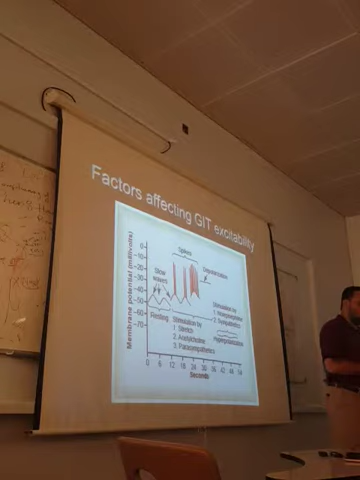 Factors affecting GIT excitability
Membrane potential (millivolts)
0
-10
-20
-30
-40
-50
-60
-70
Spikes
Slow
waves
Depolarization
Resting
Stimulation by
1. Stretch
2. Acetylcholine
3. Parasympathetics
Stimulation by
1. Norepinephrine
2. Sympathetics
Hyperpolarization
0 6 12 18 24 30 36 42 48 54
Seconds